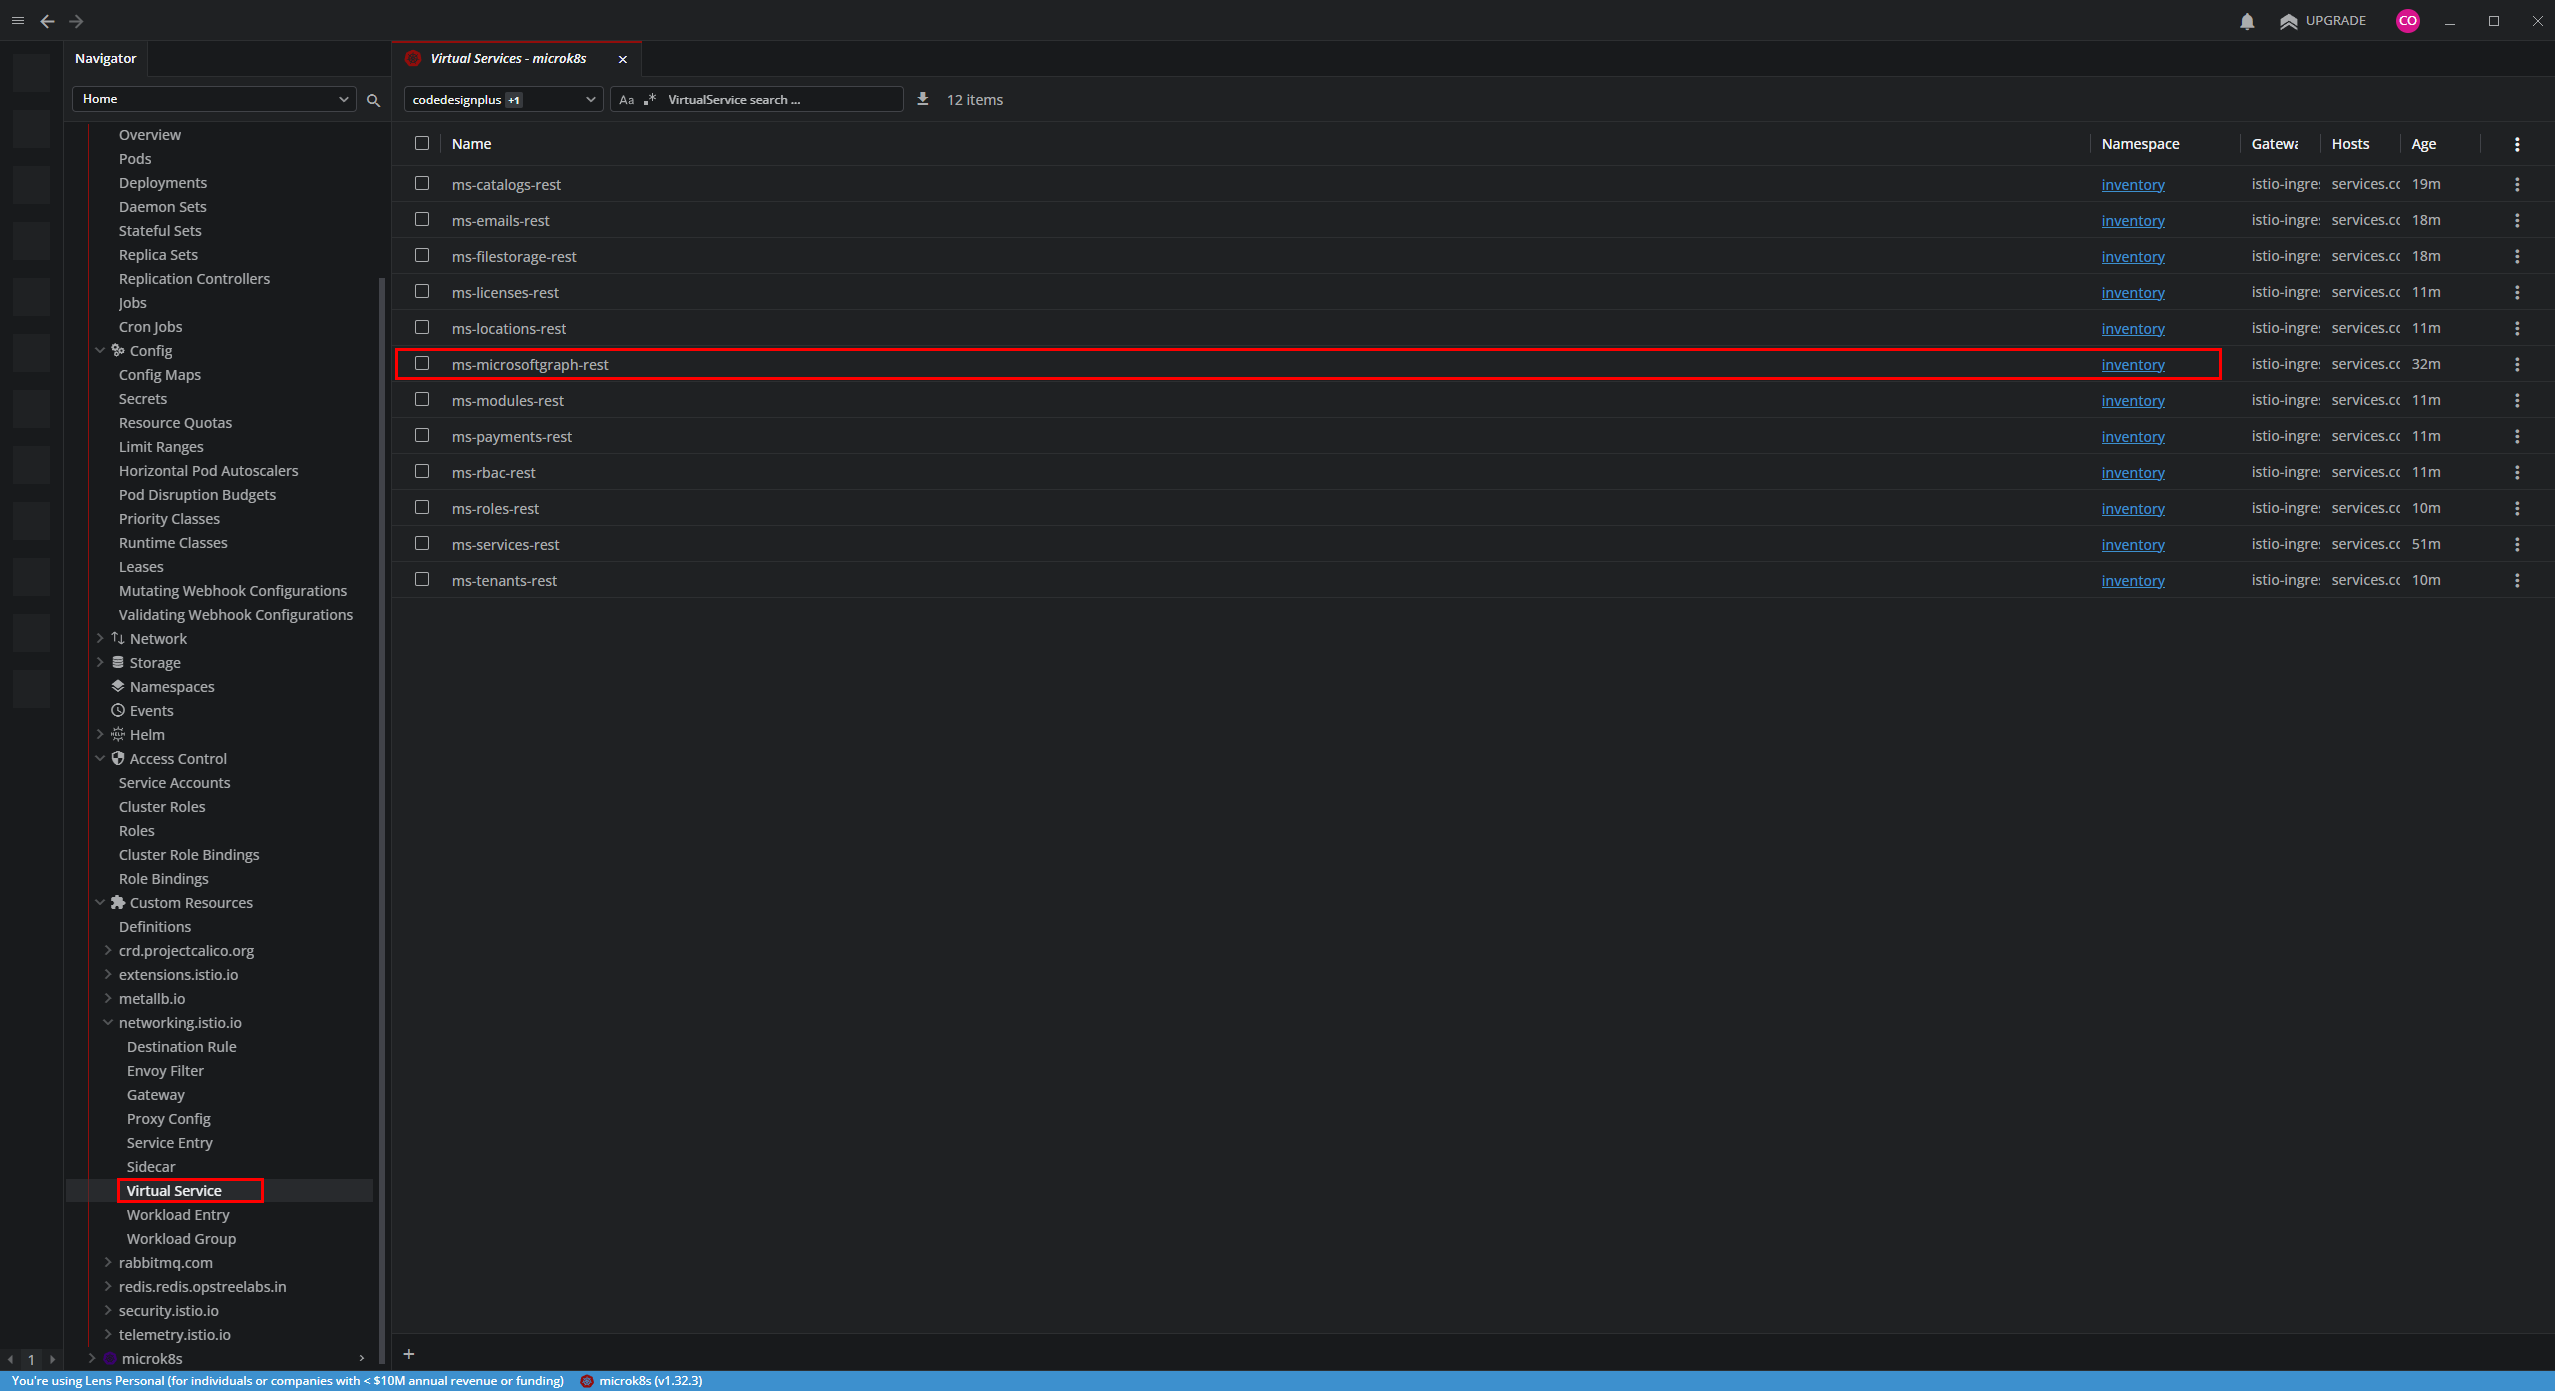 UPGRADE
CO
Navigator
Virtual Services - microk8s
Home
codedesignplus +1
Aa .* VirtualService search ...
12 items
Overview
Pods
Deployments
Daemon Sets
Stateful Sets
Replica Sets
Replication Controllers
Jobs
Cron Jobs
Config
Config Maps
Secrets
Resource Quotas
Limit Ranges
Horizontal Pod Autoscalers
Pod Disruption Budgets
Priority Classes
Runtime Classes
Leases
Mutating Webhook Configurations
Validating Webhook Configurations
Network
Storage
Namespaces
Events
Helm
Access Control
Service Accounts
Cluster Roles
Roles
Cluster Role Bindings
Role Bindings
Custom Resources
Definitions
crd.projectcalico.org
extensions.istio.io
metallb.io
networking.istio.io
Destination Rule
Envoy Filter
Gateway
Proxy Config
Service Entry
Sidecar
Virtual Service
Workload Entry
Workload Group
rabbitmq.com
redis.redis.opstreelabs.in
security.istio.io
telemetry.istio.io
microk8s
1
Name Namespace Gatewa Hosts Age
ms-catalogs-rest inventory istio-ingre services.cc 19m
ms-emails-rest inventory istio-ingre services.cc 18m
ms-filestorage-rest inventory istio-ingre services.cc 18m
ms-licenses-rest inventory istio-ingre services.cc 11m
ms-locations-rest inventory istio-ingre services.cc 11m
ms-microsoftgraph-rest inventory istio-ingre services.cc 32m
ms-modules-rest inventory istio-ingre services.cc 11m
ms-payments-rest inventory istio-ingre services.cc 11m
ms-rbac-rest inventory istio-ingre services.cc 11m
ms-roles-rest inventory istio-ingre services.cc 10m
ms-services-rest inventory istio-ingre services.cc 51m
ms-tenants-rest inventory istio-ingre services.cc 10m
+
You're using Lens Personal (for individuals or companies with < $10M annual revenue or funding) microk8s (v1.32.3)